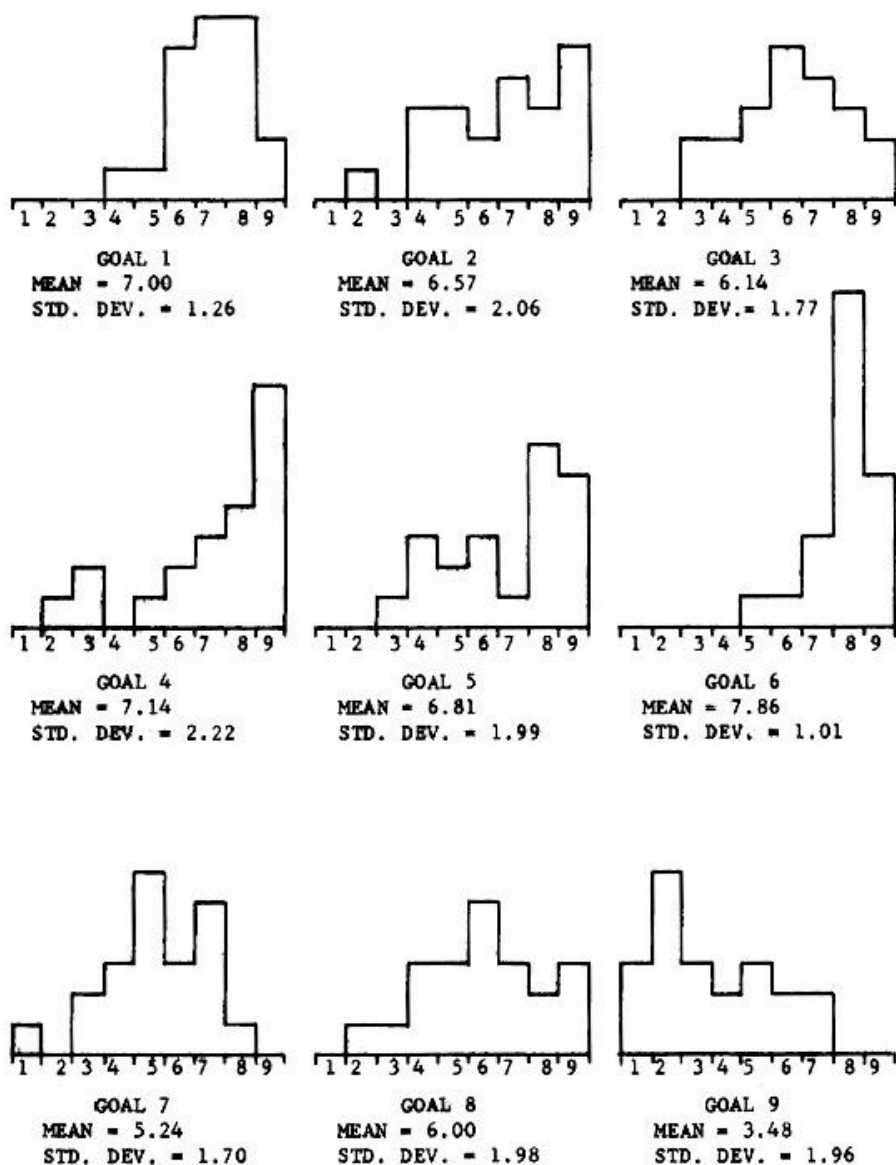 1 2 3 4 5 6 7 8 9
GOAL 1
MEAN = 7.00
STD. DEV. = 1.26
1 2 3 4 5 6 7 8 9
GOAL 2
MEAN = 6.57
STD. DEV. = 2.06
1 2 3 4 5 6 7 8 9
GOAL 3
MEAN = 6.14
STD. DEV.= 1.77
1 2 3 4 5 6 7 8 9
GOAL 4
MEAN = 7.14
STD. DEV. = 2.22
1 2 3 4 5 6 7 8 9
GOAL 5
MEAN = 6.81
STD. DEV. = 1.99
1 2 3 4 5 6 7 8 9
GOAL 6
MEAN = 7.86
STD. DEV. = 1.01
1 2 3 4 5 6 7 8 9
GOAL 7
MEAN = 5.24
STD. DEV. = 1.70
1 2 3 4 5 6 7 8 9
GOAL 8
MEAN = 6.00
STD. DEV. = 1.98
1 2 3 4 5 6 7 8 9
GOAL 9
MEAN = 3.48
STD. DEV. = 1.96